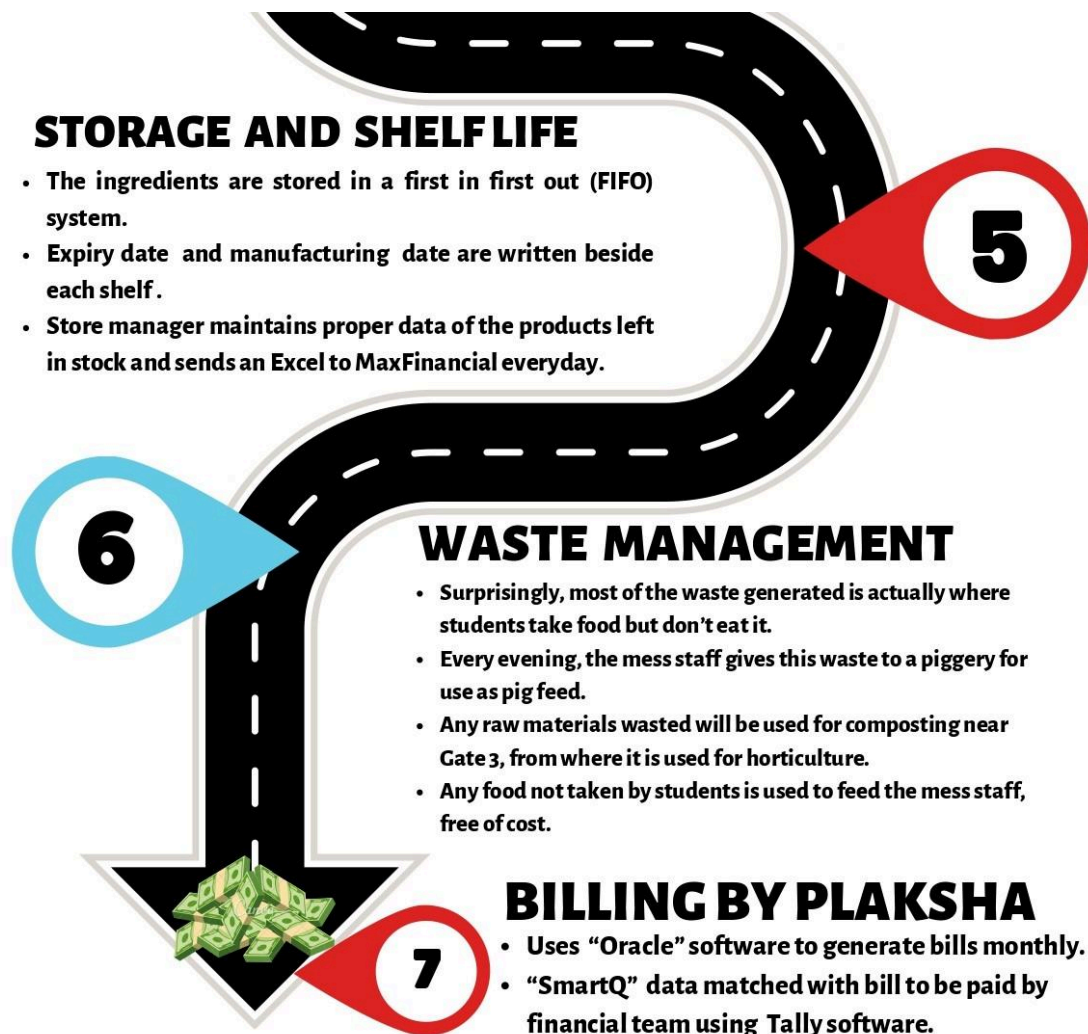 STORAGE AND SHELF LIFE
• The ingredients are stored in a first in first out (FIFO)
system.
• Expiry date and manufacturing date are written beside
each shelf.
• Store manager maintains proper data of the products left
in stock and sends an Excel to MaxFinancial everyday.
5
6
WASTE MANAGEMENT
• Surprisingly, most of the waste generated is actually where
students take food but don't eat it.
• Every evening, the mess staff gives this waste to a piggery for
use as pig feed.
• Any raw materials wasted will be used for composting near
Gate 3, from where it is used for horticulture.
• Any food not taken by students is used to feed the mess staff,
free of cost.
7
BILLING BY PLAKSHA
• Uses “Oracle” software to generate bills monthly.
• “SmartQ” data matched with bill to be paid by
financial team using Tally software.